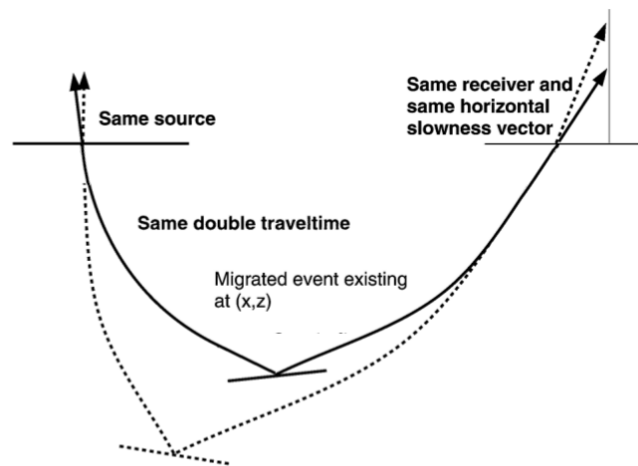 Same source
Same receiver and
same horizontal
slowness vector
Same double traveltime
Migrated event existing
at (x,z)